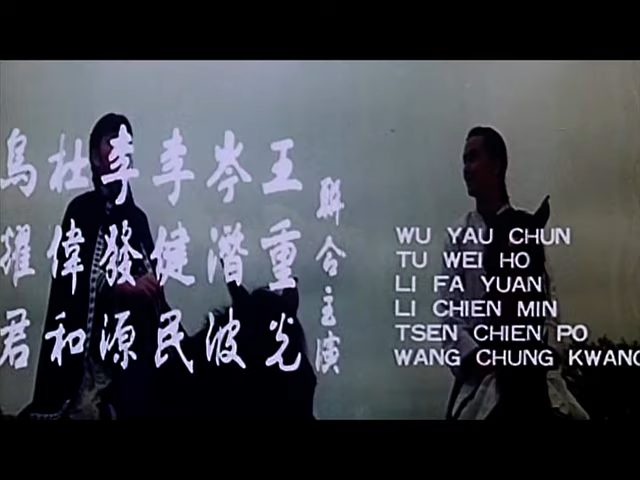 聯合主演
王重光
岑潛波
李健民
李發源
杜偉和
烏耀君
WU YAU CHUN
TU WEI HO
LI FA YUAN
LI CHIEN MIN
TSEN CHIEN PO
WANG CHUNG KWANG